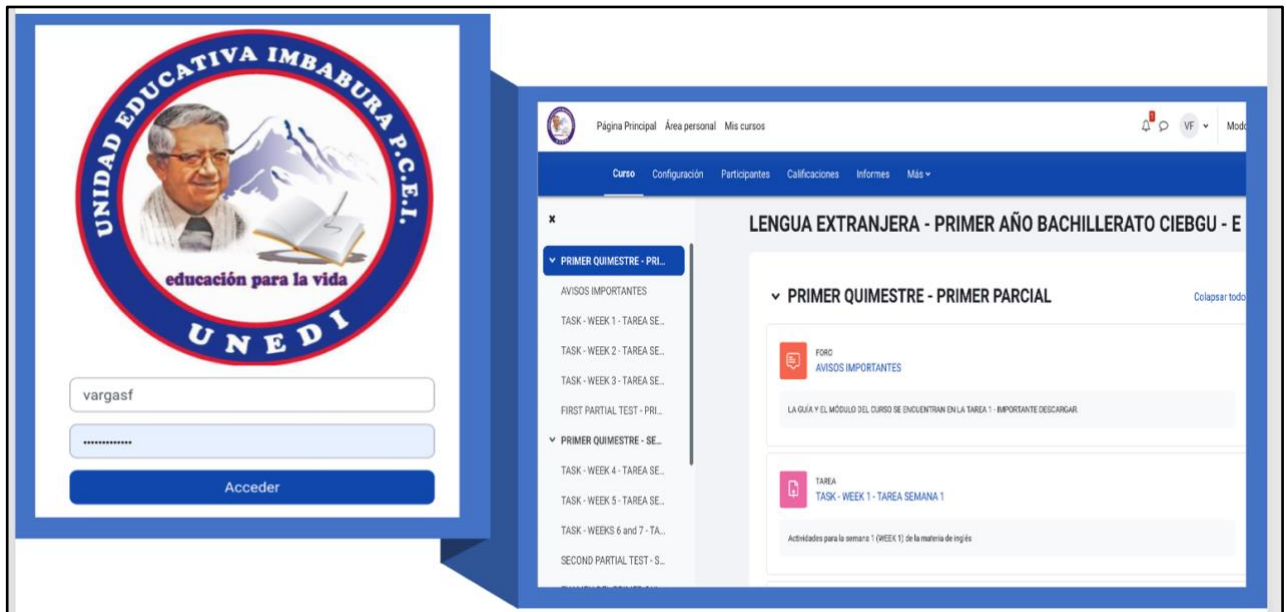 UNIDAD EDUCATIVA IMBABURA P.C.E.I.
educación para la vida
UNEDI
vargasf
Acceder
Página Principal Área personal Mis cursos
1
VF
Curso Configuración Participantes Calificaciones Informes Más
LENGUA EXTRANJERA - PRIMER AÑO BACHILLERATO CIEBGU - E
PRIMER QUIMESTRE - PRI...
AVISOS IMPORTANTES
TASK - WEEK 1 - TAREA SE...
TASK - WEEK 2 - TAREA SE...
TASK - WEEK 3 - TAREA SE...
FIRST PARTIAL TEST - PRI...
PRIMER QUIMESTRE - SE...
TASK - WEEK 4 - TAREA SE...
TASK - WEEK 5 - TAREA SE...
TASK - WEEKS 6 and 7 - TA...
SECOND PARTIAL TEST - S...
PRIMER QUIMESTRE - PRIMER PARCIAL
Colapsar todo
FORO
AVISOS IMPORTANTES
LA GUÍA Y EL MÓDULO DEL CURSO SE ENCUENTRAN EN LA TAREA 1 - IMPORTANTE DESCARGAR.
TAREA
TASK - WEEK 1 - TAREA SEMANA 1
Actividades para la semana 1 (WEEK 1) de la materia de inglés